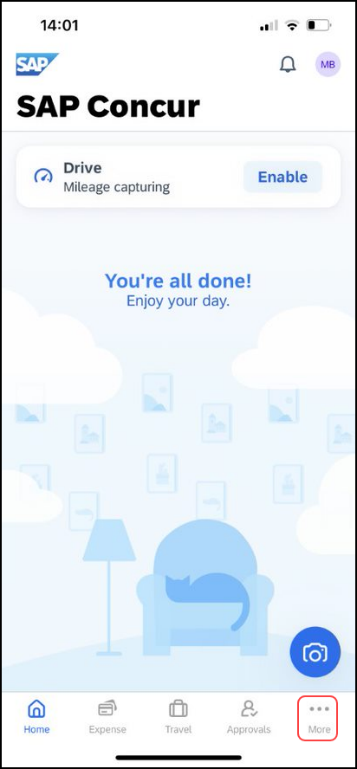 14:01
SAP
MB
SAP Concur
Drive
Mileage capturing
Enable
You're all done!
Enjoy your day.
Home
Expense
Travel
Approvals
More